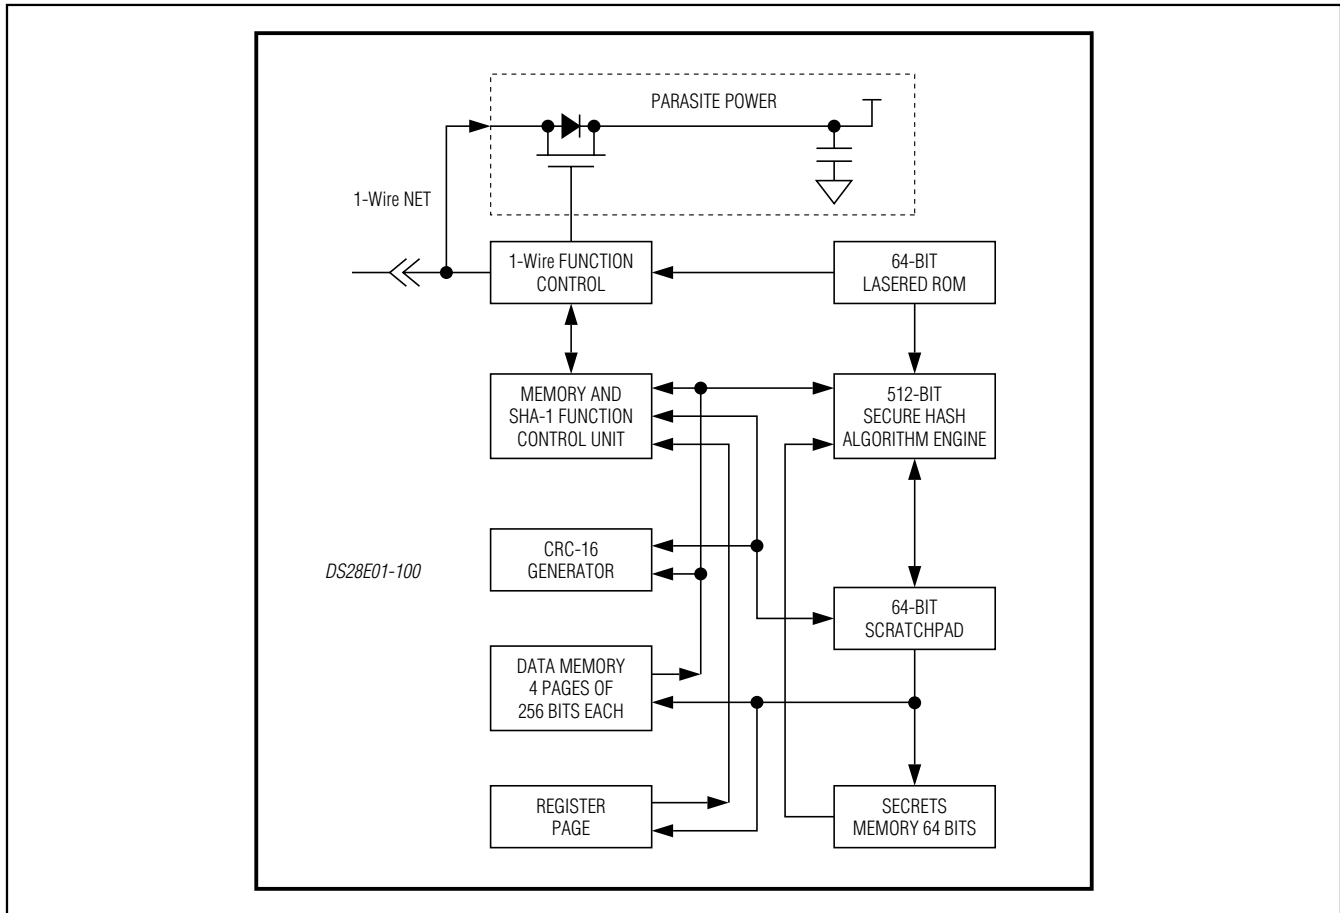 PARASITE POWER
1-Wire NET
1-Wire FUNCTION
CONTROL
64-BIT
LASERED ROM
MEMORY AND
SHA-1 FUNCTION
CONTROL UNIT
512-BIT
SECURE HASH
ALGORITHM ENGINE
CRC-16
GENERATOR
DS28E01-100
64-BIT
SCRATCHPAD
DATA MEMORY
4 PAGES OF
256 BITS EACH
REGISTER
PAGE
SECRETS
MEMORY 64 BITS